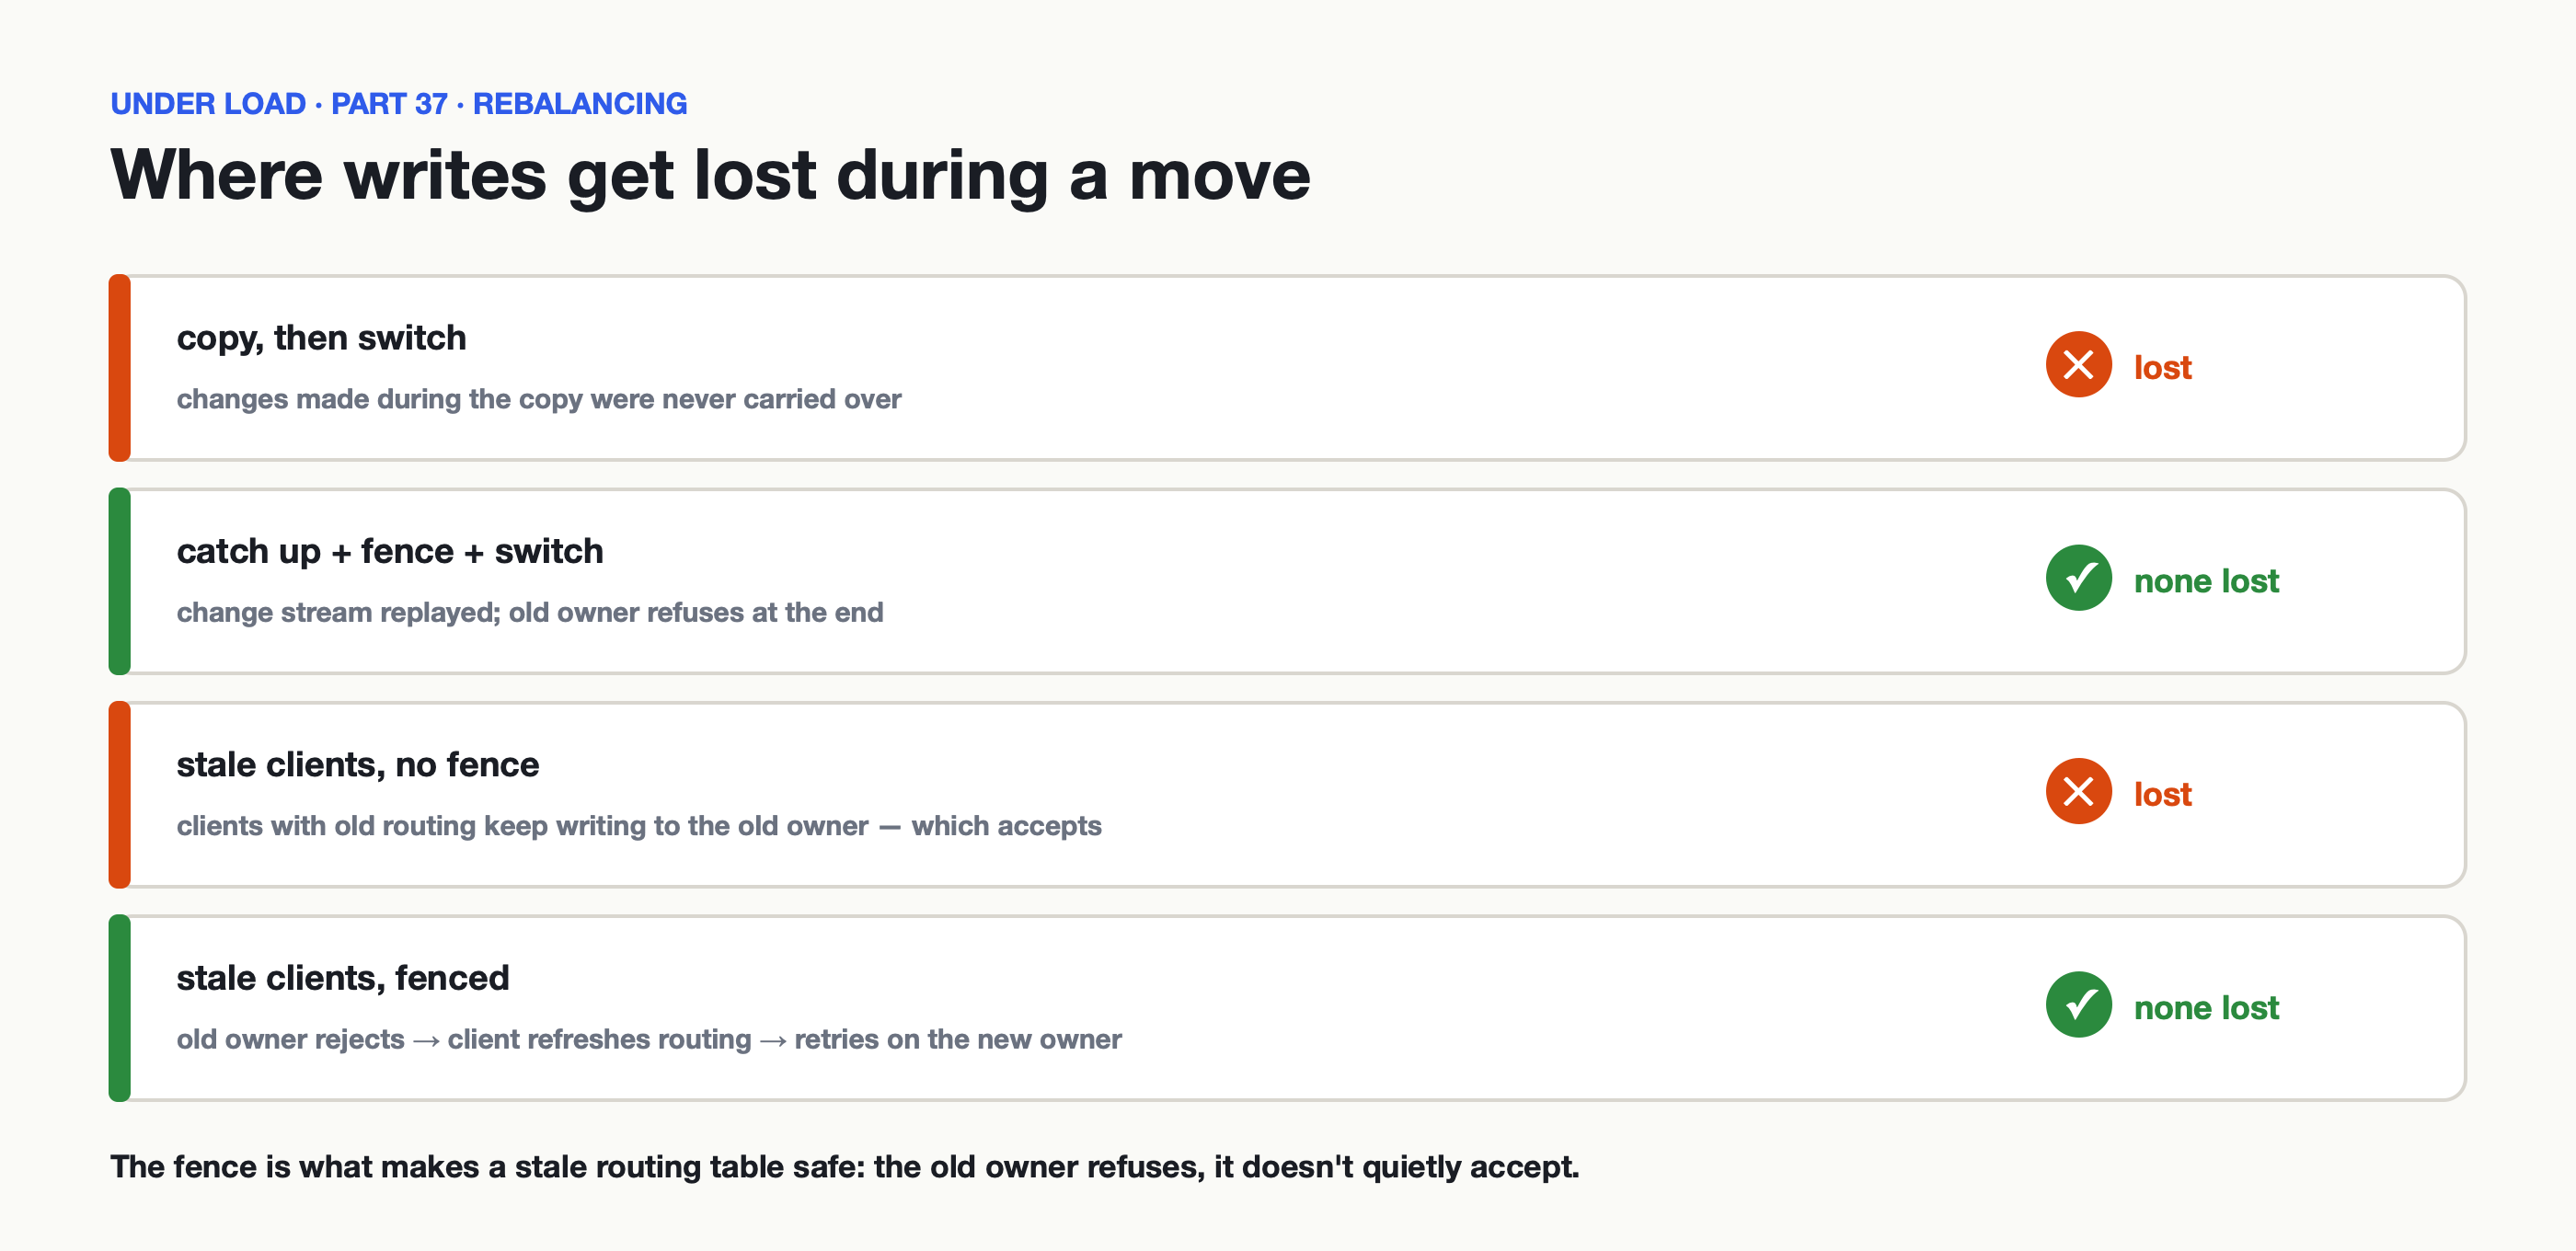 UNDER LOAD · PART 37 · REBALANCING
Where writes get lost during a move
copy, then switch
changes made during the copy were never carried over
lost
catch up + fence + switch
change stream replayed; old owner refuses at the end
none lost
stale clients, no fence
clients with old routing keep writing to the old owner — which accepts
lost
stale clients, fenced
old owner rejects → client refreshes routing → retries on the new owner
none lost
The fence is what makes a stale routing table safe: the old owner refuses, it doesn't quietly accept.